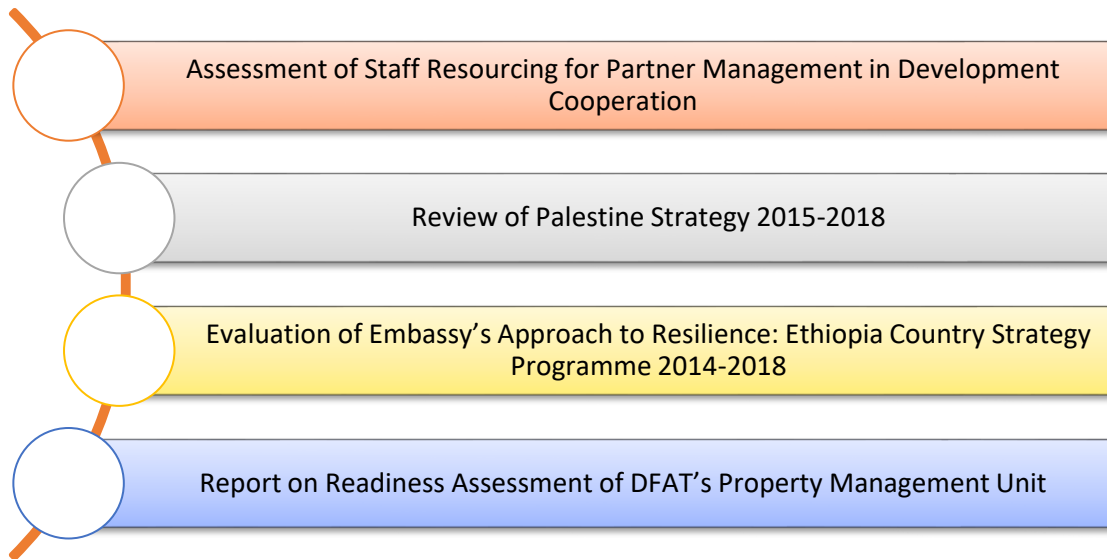 Assessment of Staff Resourcing for Partner Management in Development
Cooperation
Review of Palestine Strategy 2015-2018
Evaluation of Embassy’s Approach to Resilience: Ethiopia Country Strategy
Programme 2014-2018
Report on Readiness Assessment of DFAT’s Property Management Unit